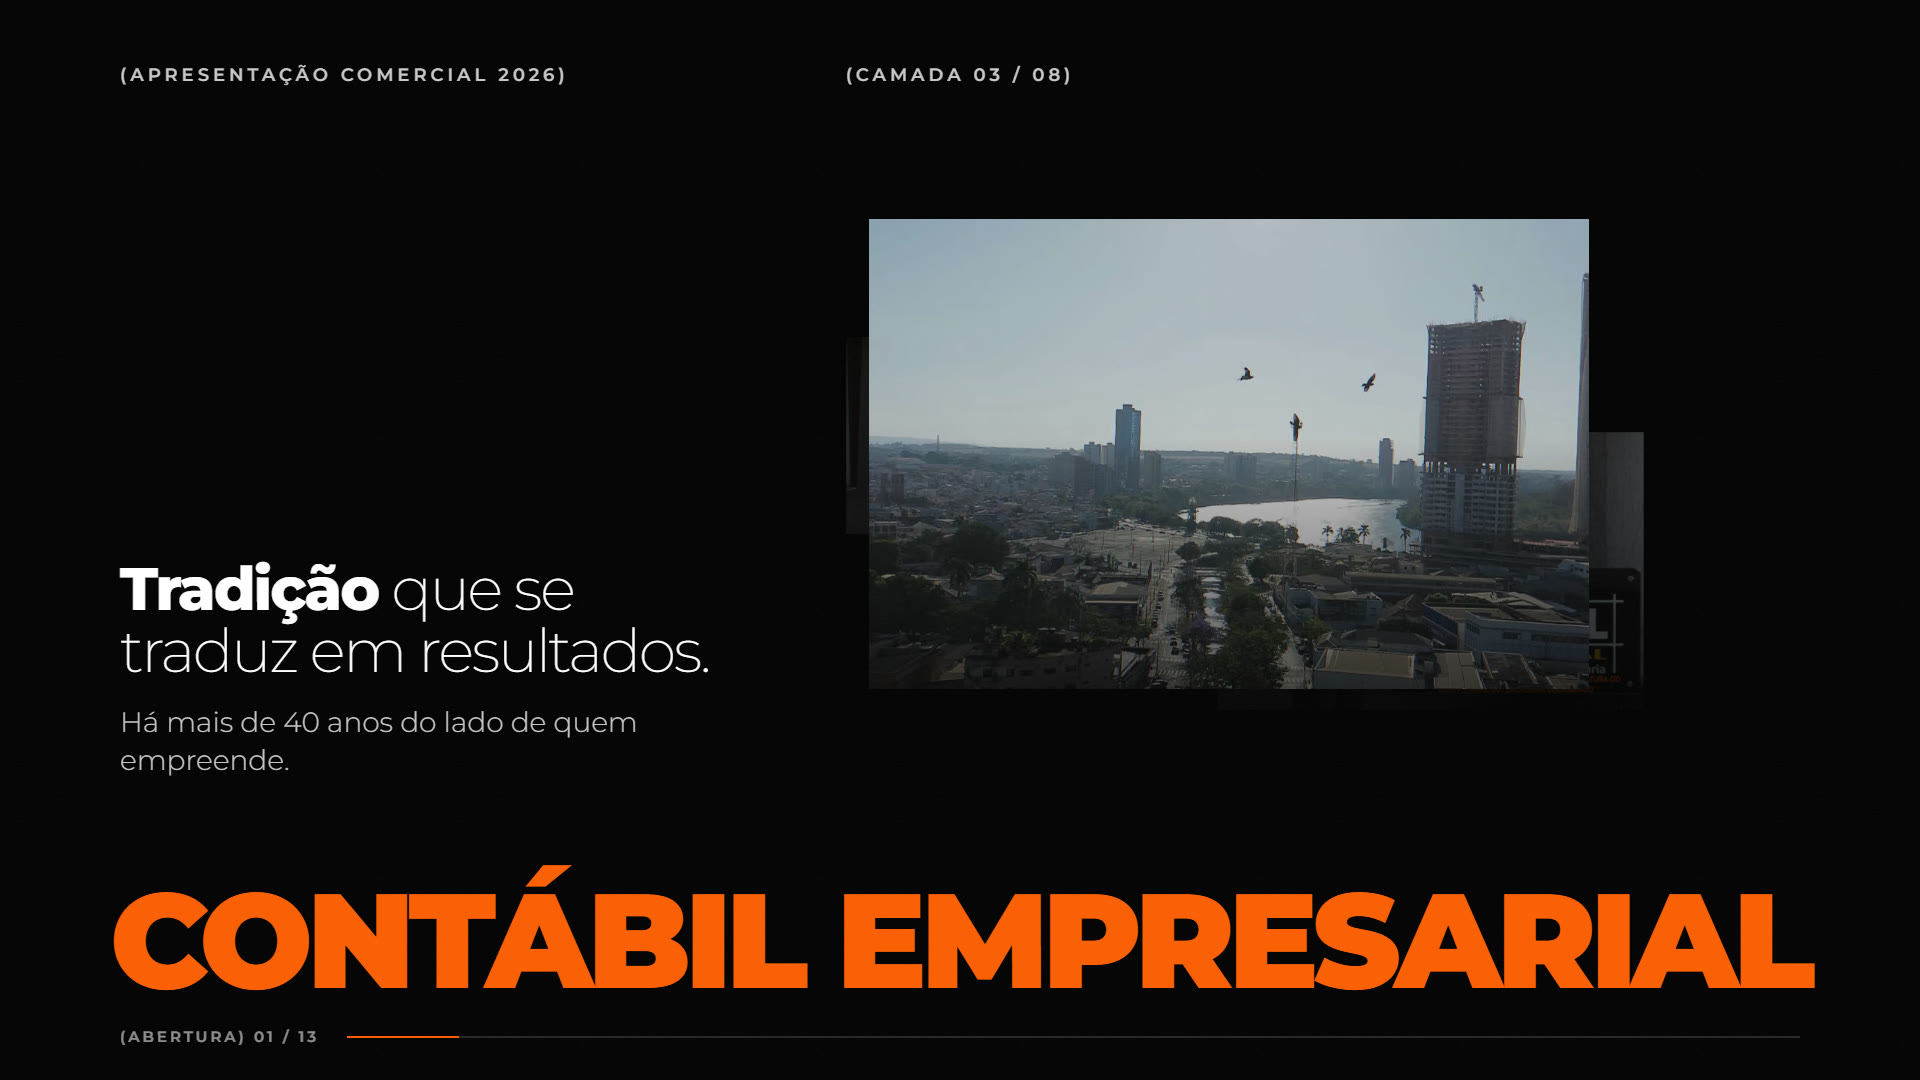 (APRESENTAÇÃO COMERCIAL 2026)
(CAMADA 03 / 08)
Tradição que se
traduz em resultados.
Há mais de 40 anos do lado de quem
empreende.
CONTÁBIL EMPRESARIAL
(ABERTURA) 01 / 13